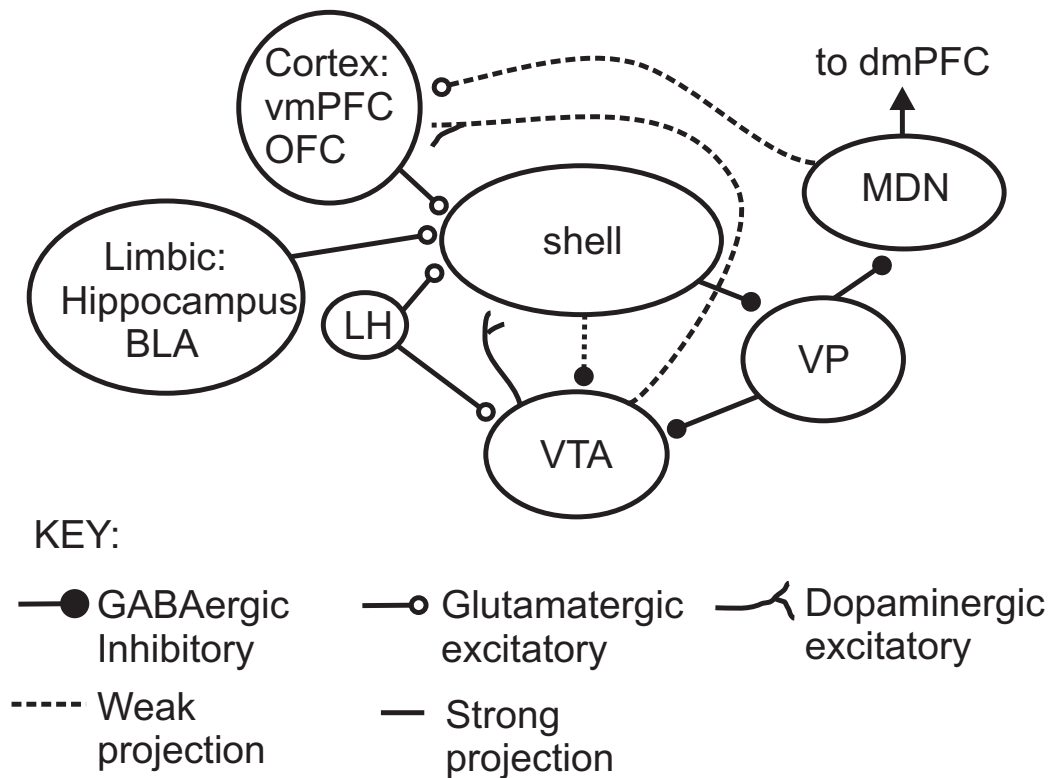 Cortex:
vmPFC
OFC
to dmPFC
MDN
shell
Limbic:
Hippocampus
BLA
LH
VP
VTA
KEY:
GABAergic
Inhibitory
Glutamatergic
excitatory
Dopaminergic
excitatory
Weak
projection
Strong
projection